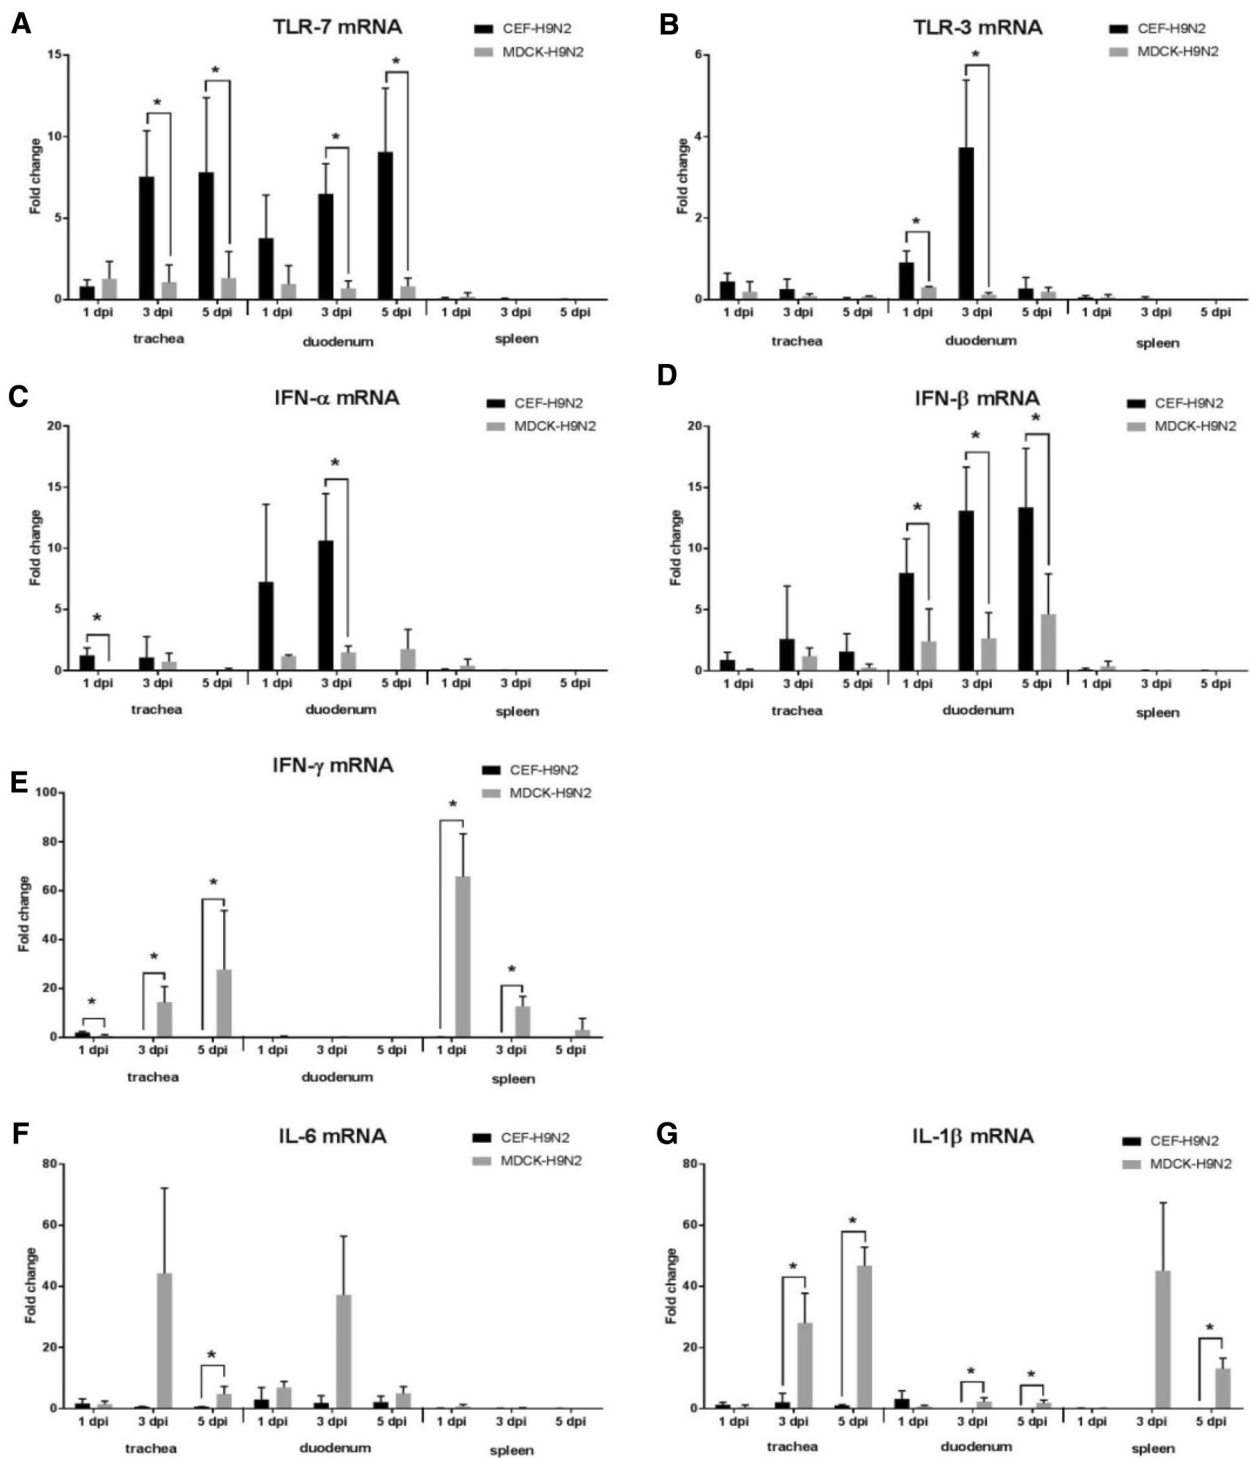 A
TLR-7 mRNA
CEF-H9N2
MDCK-H9N2
Fold change
15
10
5
0
*
*
*
*
1 dpi 3 dpi 5 dpi 1 dpi 3 dpi 5 dpi 1 dpi 3 dpi 5 dpi
trachea duodenum spleen
B
TLR-3 mRNA
CEF-H9N2
MDCK-H9N2
Fold change
6
4
2
0
*
*
1 dpi 3 dpi 5 dpi 1 dpi 3 dpi 5 dpi 1 dpi 3 dpi 5 dpi
trachea duodenum spleen
C
IFN-α mRNA
CEF-H9N2
MDCK-H9N2
Fold change
20
15
10
5
0
*
*
1 dpi 3 dpi 5 dpi 1 dpi 3 dpi 5 dpi 1 dpi 3 dpi 5 dpi
trachea duodenum spleen
D
IFN-β mRNA
CEF-H9N2
MDCK-H9N2
Fold change
20
15
10
5
0
*
*
*
1 dpi 3 dpi 5 dpi 1 dpi 3 dpi 5 dpi 1 dpi 3 dpi 5 dpi
trachea duodenum spleen
E
IFN-γ mRNA
CEF-H9N2
MDCK-H9N2
Fold change
100
80
60
40
20
0
*
*
*
*
*
1 dpi 3 dpi 5 dpi 1 dpi 3 dpi 5 dpi 1 dpi 3 dpi 5 dpi
trachea duodenum spleen
F
IL-6 mRNA
CEF-H9N2
MDCK-H9N2
Fold change
80
60
40
20
0
*
1 dpi 3 dpi 5 dpi 1 dpi 3 dpi 5 dpi 1 dpi 3 dpi 5 dpi
trachea duodenum spleen
G
IL-1β mRNA
CEF-H9N2
MDCK-H9N2
Fold change
80
60
40
20
0
*
*
*
*
*
1 dpi 3 dpi 5 dpi 1 dpi 3 dpi 5 dpi 1 dpi 3 dpi 5 dpi
trachea duodenum spleen